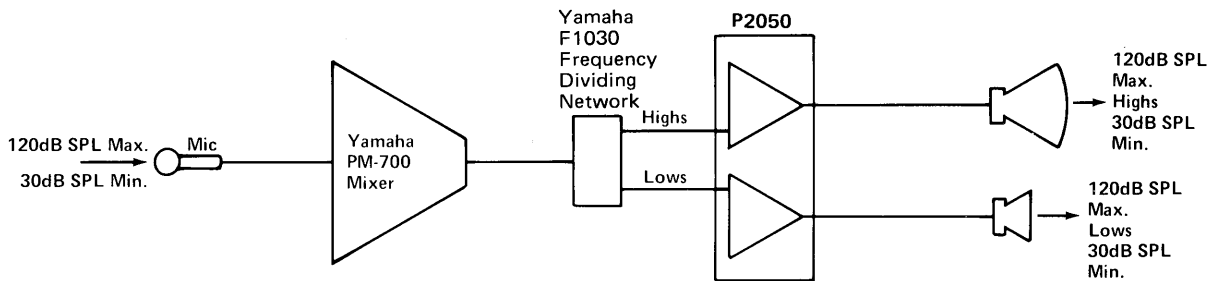 120dB SPL Max.
30dB SPL Min.
Mic
Yamaha
PM-700
Mixer
Yamaha
F1030
Frequency
Dividing
Network
Highs
Lows
P2050
120dB SPL
Max.
Highs
30dB SPL
Min.
120dB SPL
Max.
Lows
30dB SPL
Min.